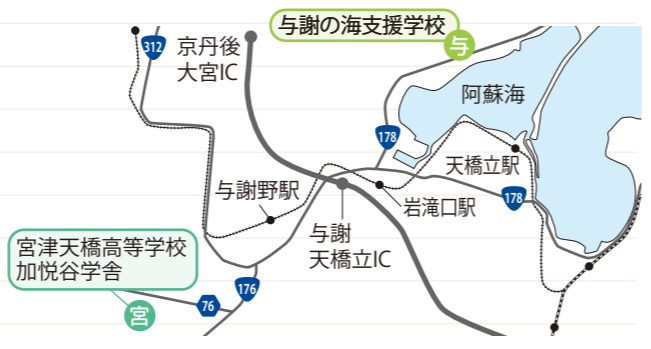 与謝の海支援学校
与
312
京丹後
大宮IC
阿蘇海
178
天橋立駅
与謝野駅
岩滝口駅
178
与謝
天橋立IC
宮津天橋高等学校
加悦谷学舎
宮
76
176